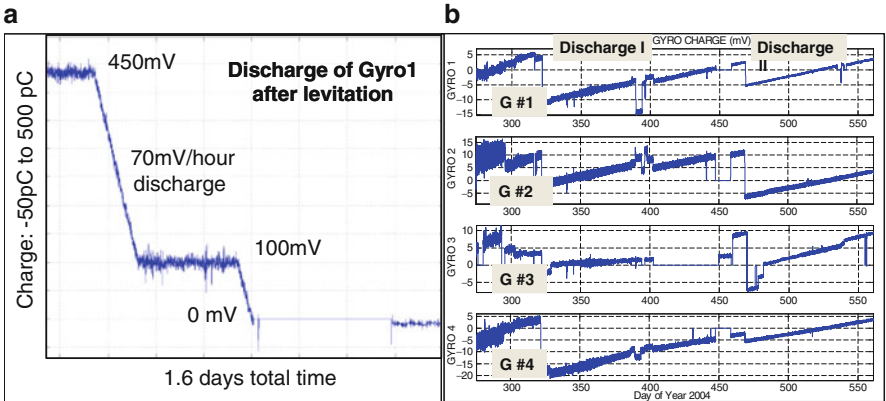 a
450mV
Discharge of Gyro1
after levitation
70mV/hour
discharge
100mV
0 mV
Charge: -50pC to 500 pC
1.6 days total time
b
GYRO CHARGE (mV)
Discharge I
Discharge
II
GYRO 1
5
0
−5
−10
−15
G #1
300 350 400 450 500 550
GYRO 2
15
10
5
0
−5
G #2
300 350 400 450 500 550
GYRO 3
10
5
0
−5
G #3
300 350 400 450 500 550
GYRO 4
5
0
−5
−10
−15
−20
G #4
300 350 400 450 500 550
Day of Year 2004